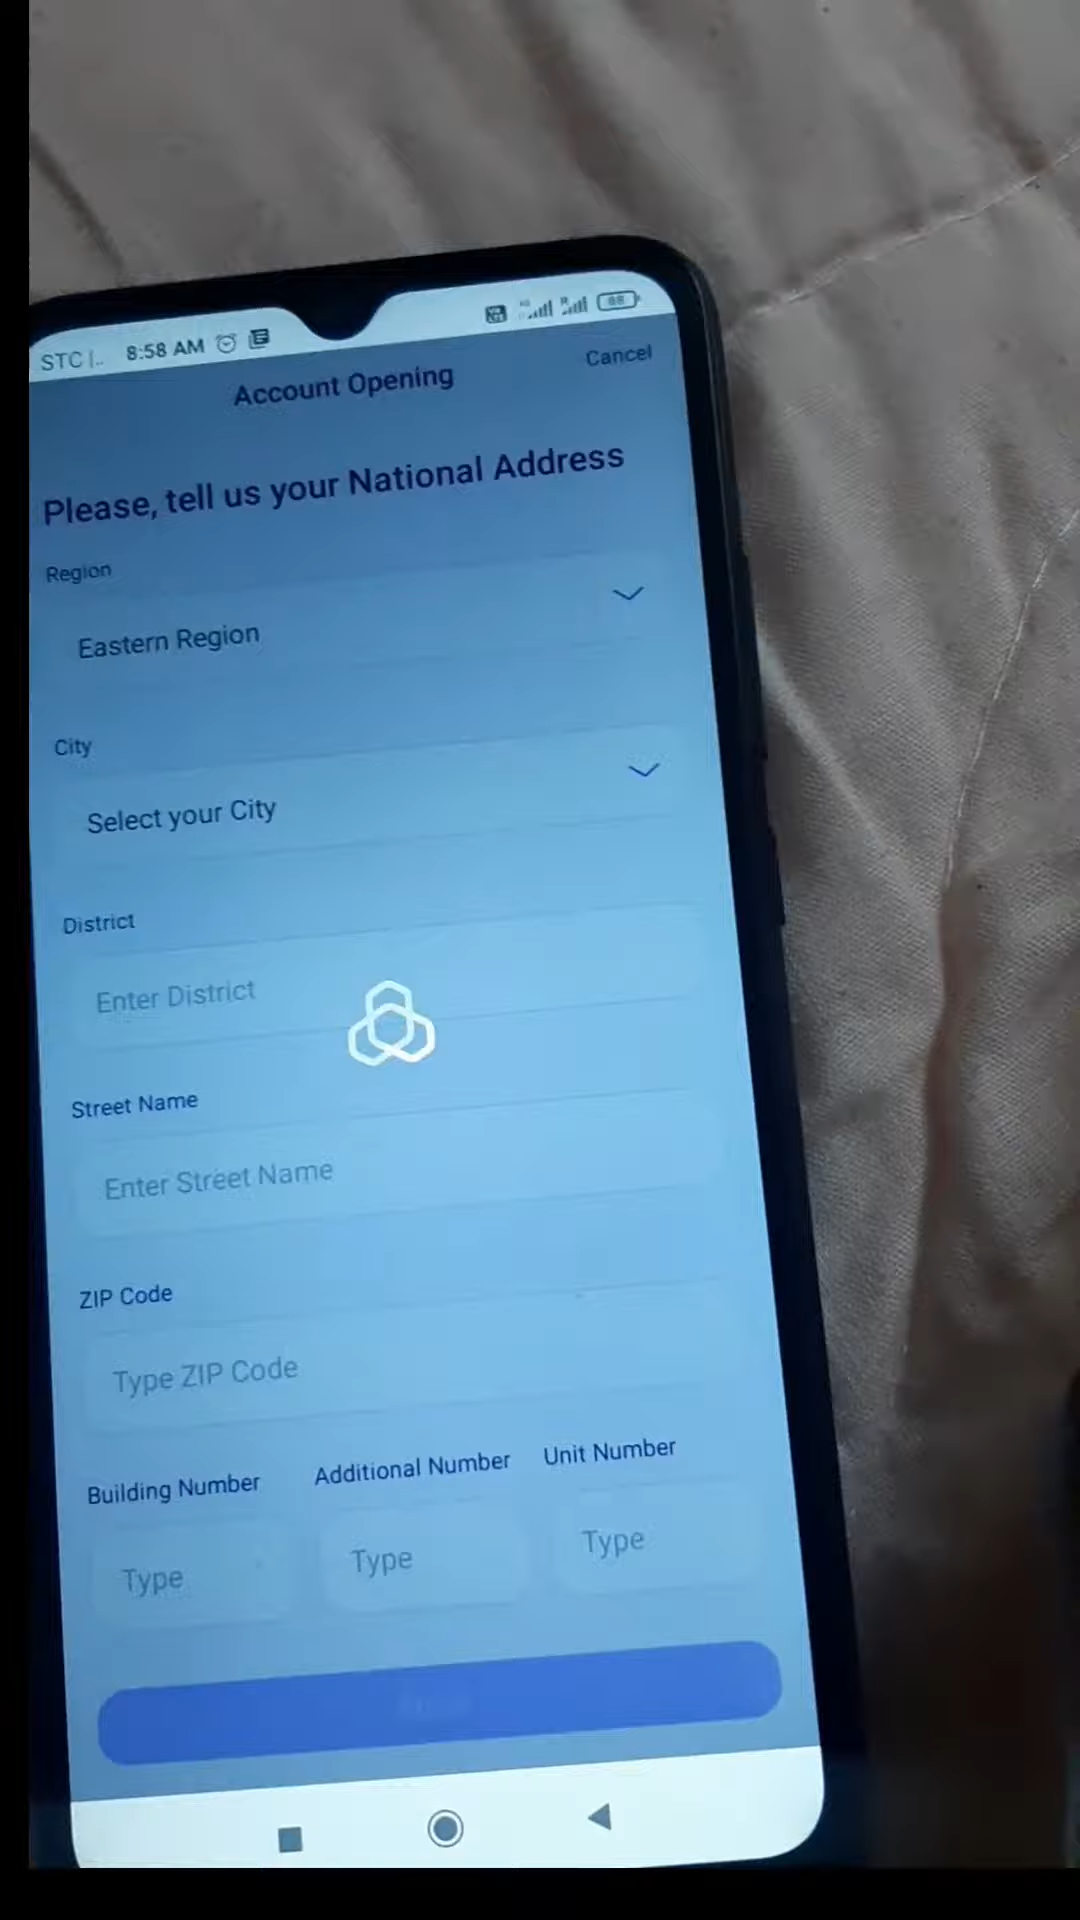 STC |..
8:58 AM
Account Opening
Cancel
Please, tell us your National Address
Region
Eastern Region
City
Select your City
District
Enter District
Street Name
Enter Street Name
ZIP Code
Type ZIP Code
Building Number
Additional Number
Unit Number
Type
Type
Type